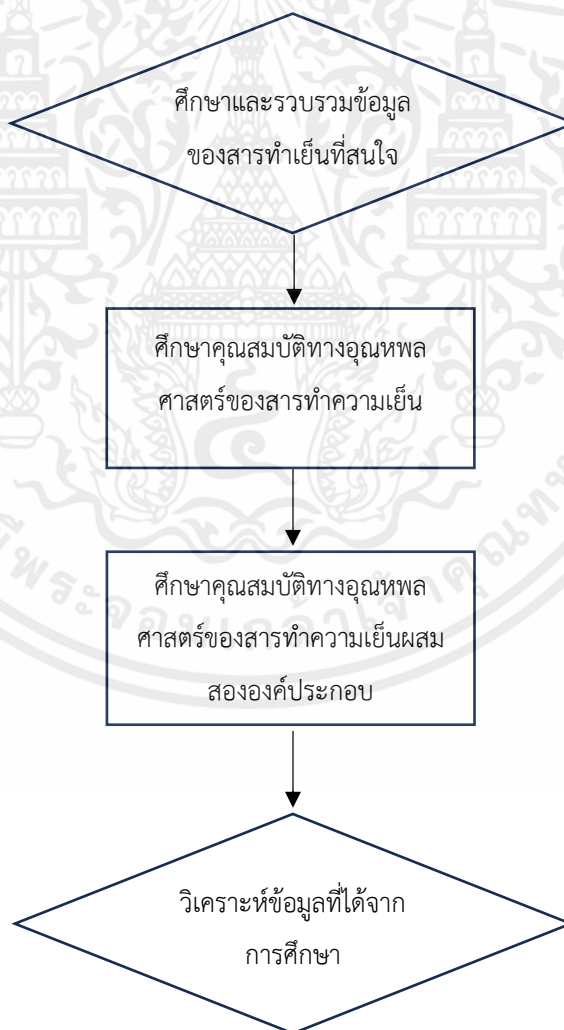 ศึกษาและรวบรวมข้อมูล
ของสารทำเย็นที่สนใจ
ศึกษาคุณสมบัติทางอุณหพล
ศาสตร์ของสารทำความเย็น
ศึกษาคุณสมบัติทางอุณหพล
ศาสตร์ของสารทำความเย็นผสม
สององค์ประกอบ
วิเคราะห์ข้อมูลที่ได้จาก
การศึกษา